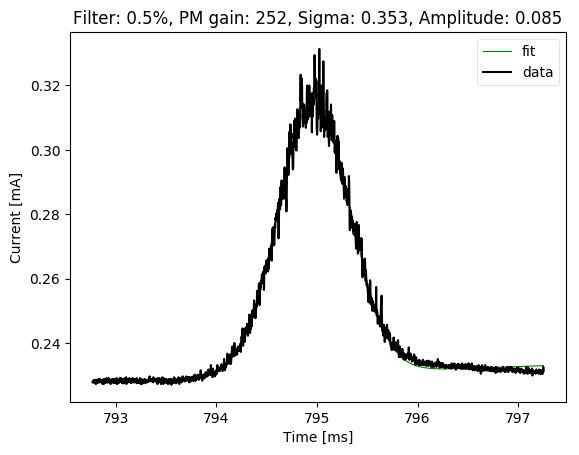 Filter: 0.5%, PM gain: 252, Sigma: 0.353, Amplitude: 0.085
fit
data
0.32
0.30
0.28
0.26
0.24
Current [mA]
793 794 795 796 797
Time [ms]